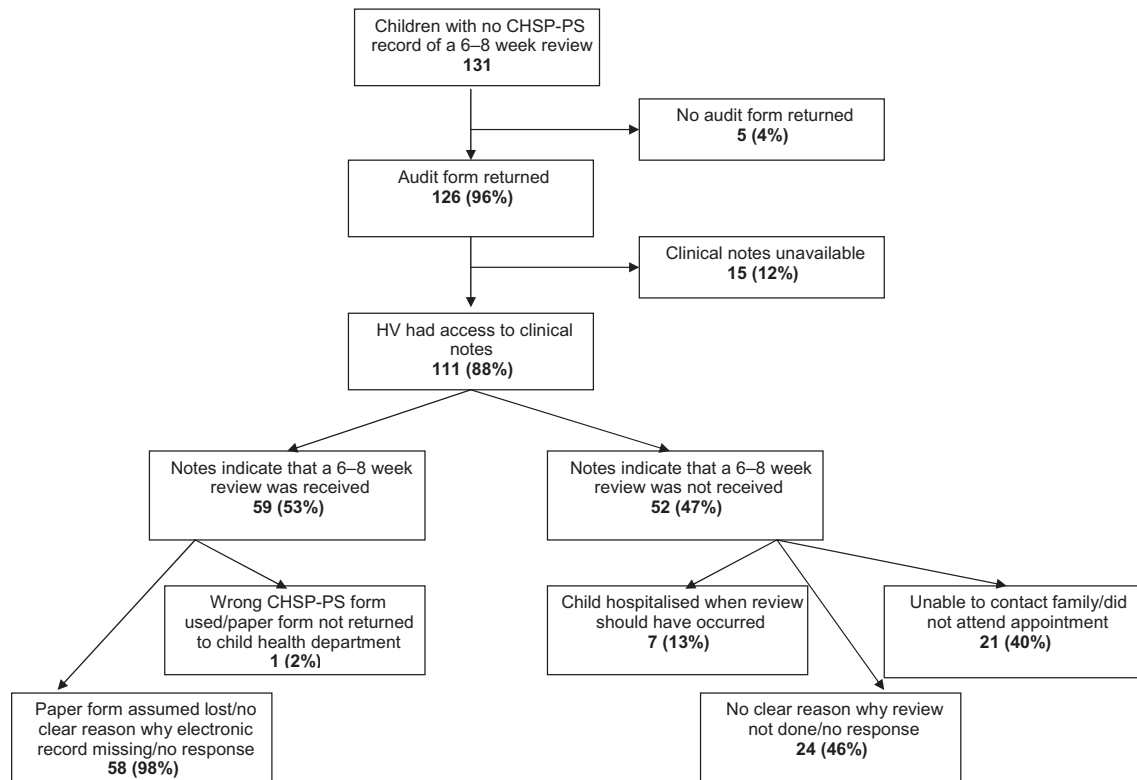 Children with no CHSP-PS
record of a 6–8 week review
131
No audit form returned
5 (4%)
Audit form returned
126 (96%)
Clinical notes unavailable
15 (12%)
HV had access to clinical
notes
111 (88%)
Notes indicate that a 6–8 week
review was received
59 (53%)
Notes indicate that a 6–8 week
review was not received
52 (47%)
Wrong CHSP-PS form
used/paper form not returned
to child health department
1 (2%)
Child hospitalised when review
should have occurred
7 (13%)
Unable to contact family/did
not attend appointment
21 (40%)
Paper form assumed lost/no
clear reason why electronic
record missing/no response
58 (98%)
No clear reason why review
not done/no response
24 (46%)